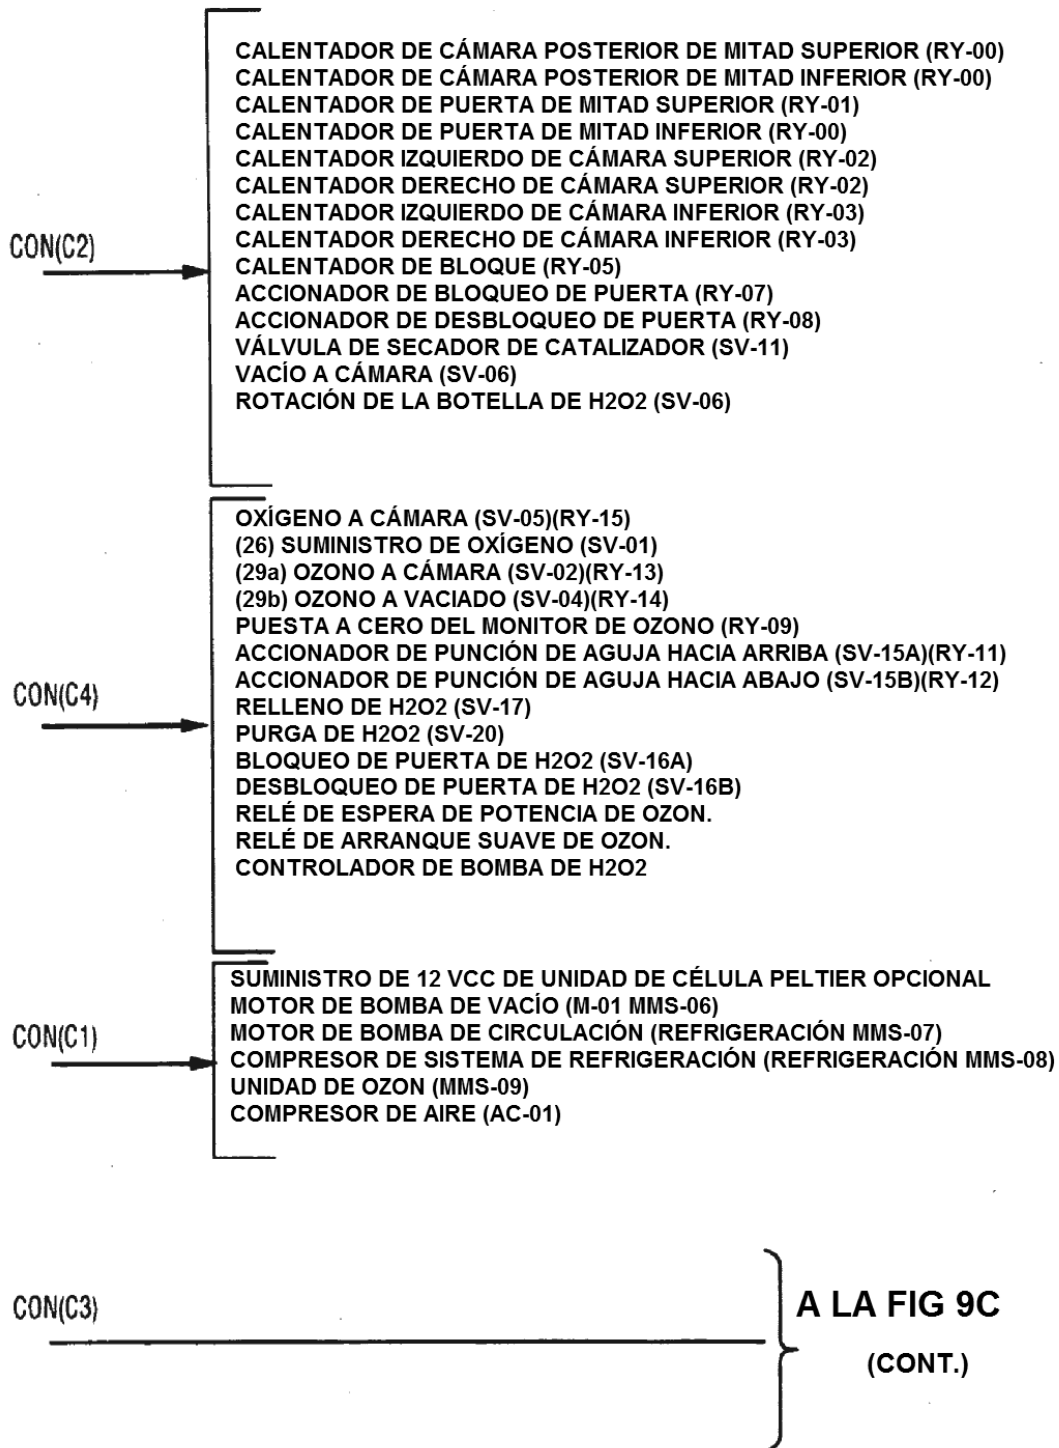 CALENTADOR DE CÁMARA POSTERIOR DE MITAD SUPERIOR (RY-00)
CALENTADOR DE CÁMARA POSTERIOR DE MITAD INFERIOR (RY-00)
CALENTADOR DE PUERTA DE MITAD SUPERIOR (RY-01)
CALENTADOR DE PUERTA DE MITAD INFERIOR (RY-00)
CALENTADOR IZQUIERDO DE CÁMARA SUPERIOR (RY-02)
CALENTADOR DERECHO DE CÁMARA SUPERIOR (RY-02)
CALENTADOR IZQUIERDO DE CÁMARA INFERIOR (RY-03)
CALENTADOR DERECHO DE CÁMARA INFERIOR (RY-03)
CON(C2)
CALENTADOR DE BLOQUE (RY-05)
ACCIONADOR DE BLOQUEO DE PUERTA (RY-07)
ACCIONADOR DE DESBLOQUEO DE PUERTA (RY-08)
VÁLVULA DE SECADOR DE CATALIZADOR (SV-11)
VACÍO A CÁMARA (SV-06)
ROTACIÓN DE LA BOTELLA DE H2O2 (SV-06)
OXÍGENO A CÁMARA (SV-05)(RY-15)
(26) SUMINISTRO DE OXÍGENO (SV-01)
(29a) OZONO A CÁMARA (SV-02)(RY-13)
(29b) OZONO A VACIADO (SV-04)(RY-14)
PUESTA A CERO DEL MONITOR DE OZONO (RY-09)
ACCIONADOR DE PUNCIÓN DE AGUJA HACIA ARRIBA (SV-15A)(RY-11)
ACCIONADOR DE PUNCIÓN DE AGUJA HACIA ABAJO (SV-15B)(RY-12)
CON(C4)
RELLENO DE H2O2 (SV-17)
PURGA DE H2O2 (SV-20)
BLOQUEO DE PUERTA DE H2O2 (SV-16A)
DESBLOQUEO DE PUERTA DE H2O2 (SV-16B)
RELÉ DE ESPERA DE POTENCIA DE OZON.
RELÉ DE ARRANQUE SUAVE DE OZON.
CONTROLADOR DE BOMBA DE H2O2
SUMINISTRO DE 12 VCC DE UNIDAD DE CÉLULA PELTIER OPCIONAL
MOTOR DE BOMBA DE VACÍO (M-01 MMS-06)
CON(C1)
MOTOR DE BOMBA DE CIRCULACIÓN (REFRIGERACIÓN MMS-07)
COMPRESOR DE SISTEMA DE REFRIGERACIÓN (REFRIGERACIÓN MMS-08)
UNIDAD DE OZON (MMS-09)
COMPRESOR DE AIRE (AC-01)
CON(C3)
A LA FIG 9C
(CONT.)